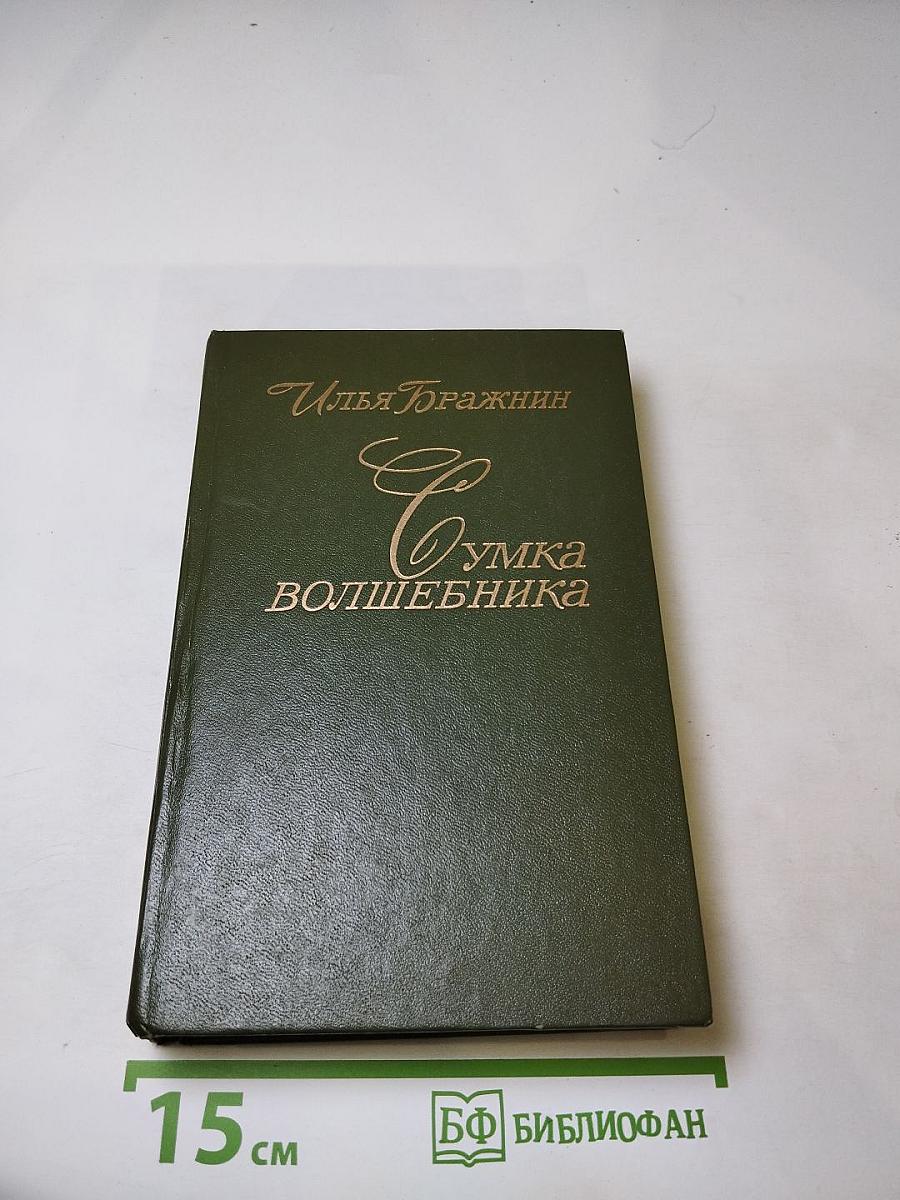 Илья Бражнин
Сумка
волшебника
15 см
БФ БИБЛИОФАН